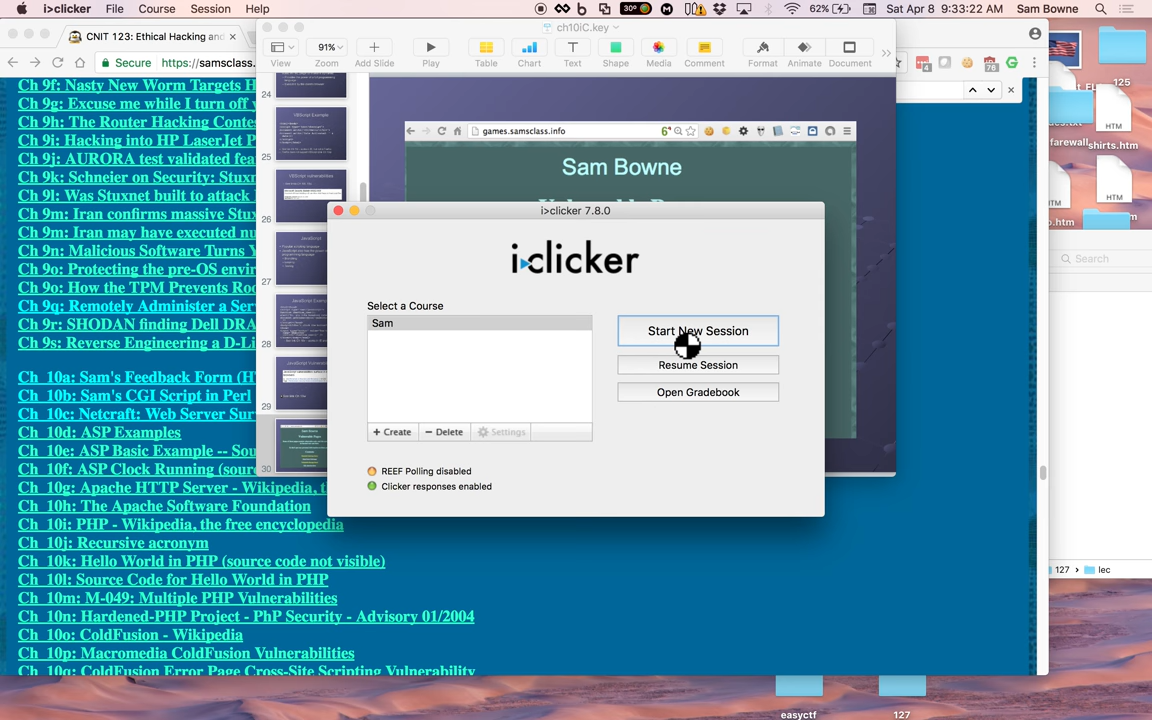 i>clicker File Course Session Help
30° 62% Sat Apr 8 9:33:22 AM Sam Bowne
CNIT 123: Ethical Hacking and
ch10iC.key
91%
View Zoom Add Slide Play Table Chart Text Shape Media Comment Format Animate Document
Secure https://samsclass.
4 76
Ch 9f: Nasty New Worm Targets H
Ch 9g: Excuse me while I turn off y
Ch 9h: The Router Hacking Contes
Ch 9i: Hacking into HP LaserJet P
Ch 9j: AURORA test validated fea
Ch 9k: Schneier on Security: Stuxn
Ch 9l: Was Stuxnet built to attack
Ch 9m: Iran confirms massive Stux
Ch 9m: Iran may have executed nu
Ch 9n: Malicious Software Turns Y
Ch 9o: Protecting the pre-OS envir
Ch 9o: How the TPM Prevents Roo
Ch 9q: Remotely Administer a Ser
Ch 9r: SHODAN finding Dell DRA
Ch 9s: Reverse Engineering a D-Li
Ch 10a: Sam's Feedback Form (H
Ch 10b: Sam's CGI Script in Perl
Ch 10c: Netcraft: Web Server Sur
Ch 10d: ASP Examples
Ch 10e: ASP Basic Example -- Sou
Ch 10f: ASP Clock Running (sour
Ch 10g: Apache HTTP Server - Wikipedia, t
Ch 10h: The Apache Software Foundation
Ch 10i: PHP - Wikipedia, the free encyclopedia
Ch 10j: Recursive acronym
Ch 10k: Hello World in PHP (source code not visible)
Ch 10l: Source Code for Hello World in PHP
Ch 10m: M-049: Multiple PHP Vulnerabilities
Ch 10n: Hardened-PHP Project - PhP Security - Advisory 01/2004
Ch 10o: ColdFusion - Wikipedia
Ch 10p: Macromedia ColdFusion Vulnerabilities
Ch 10q: ColdFusion Error Page Cross-Site Scripting Vulnerability
24
25
26
27
28
29
30
games.samsclass.info
Sam Bowne
i>clicker 7.8.0
i>clicker
Select a Course
Sam
Start New Session
Resume Session
Open Gradebook
+ Create − Delete Settings
REEF Polling disabled
Clicker responses enabled
125
HTM
farewall
shirts.htm
HTM
Search
127 › lec
easyctf
127